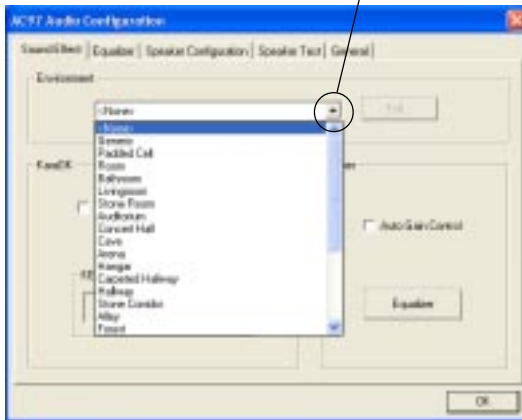 AC97 Audio Configuration
Sound Effect Equalizer Speaker Configuration Speaker Test General
Environment
<None>
Edit
<None>
Generic
Padded Cell
Room
Bathroom
Livingroom
Stone Room
Auditorium
Concert Hall
Cave
Arena
Hangar
Carpeted Hallway
Hallway
Stone Corridor
Alley
Forest
KaraOK
Auto Gain Control
Equalizer
OK